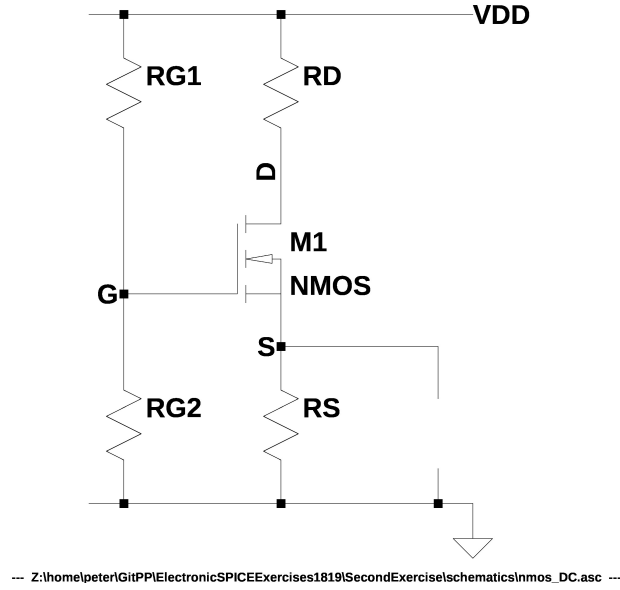 VDD
RG1
RD
D
M1
NMOS
G
S
RG2
RS
--- Z:\home\peter\GitPP\ElectronicSPICEExercises1819\SecondExercise\schematics\nmos_DC.asc ---